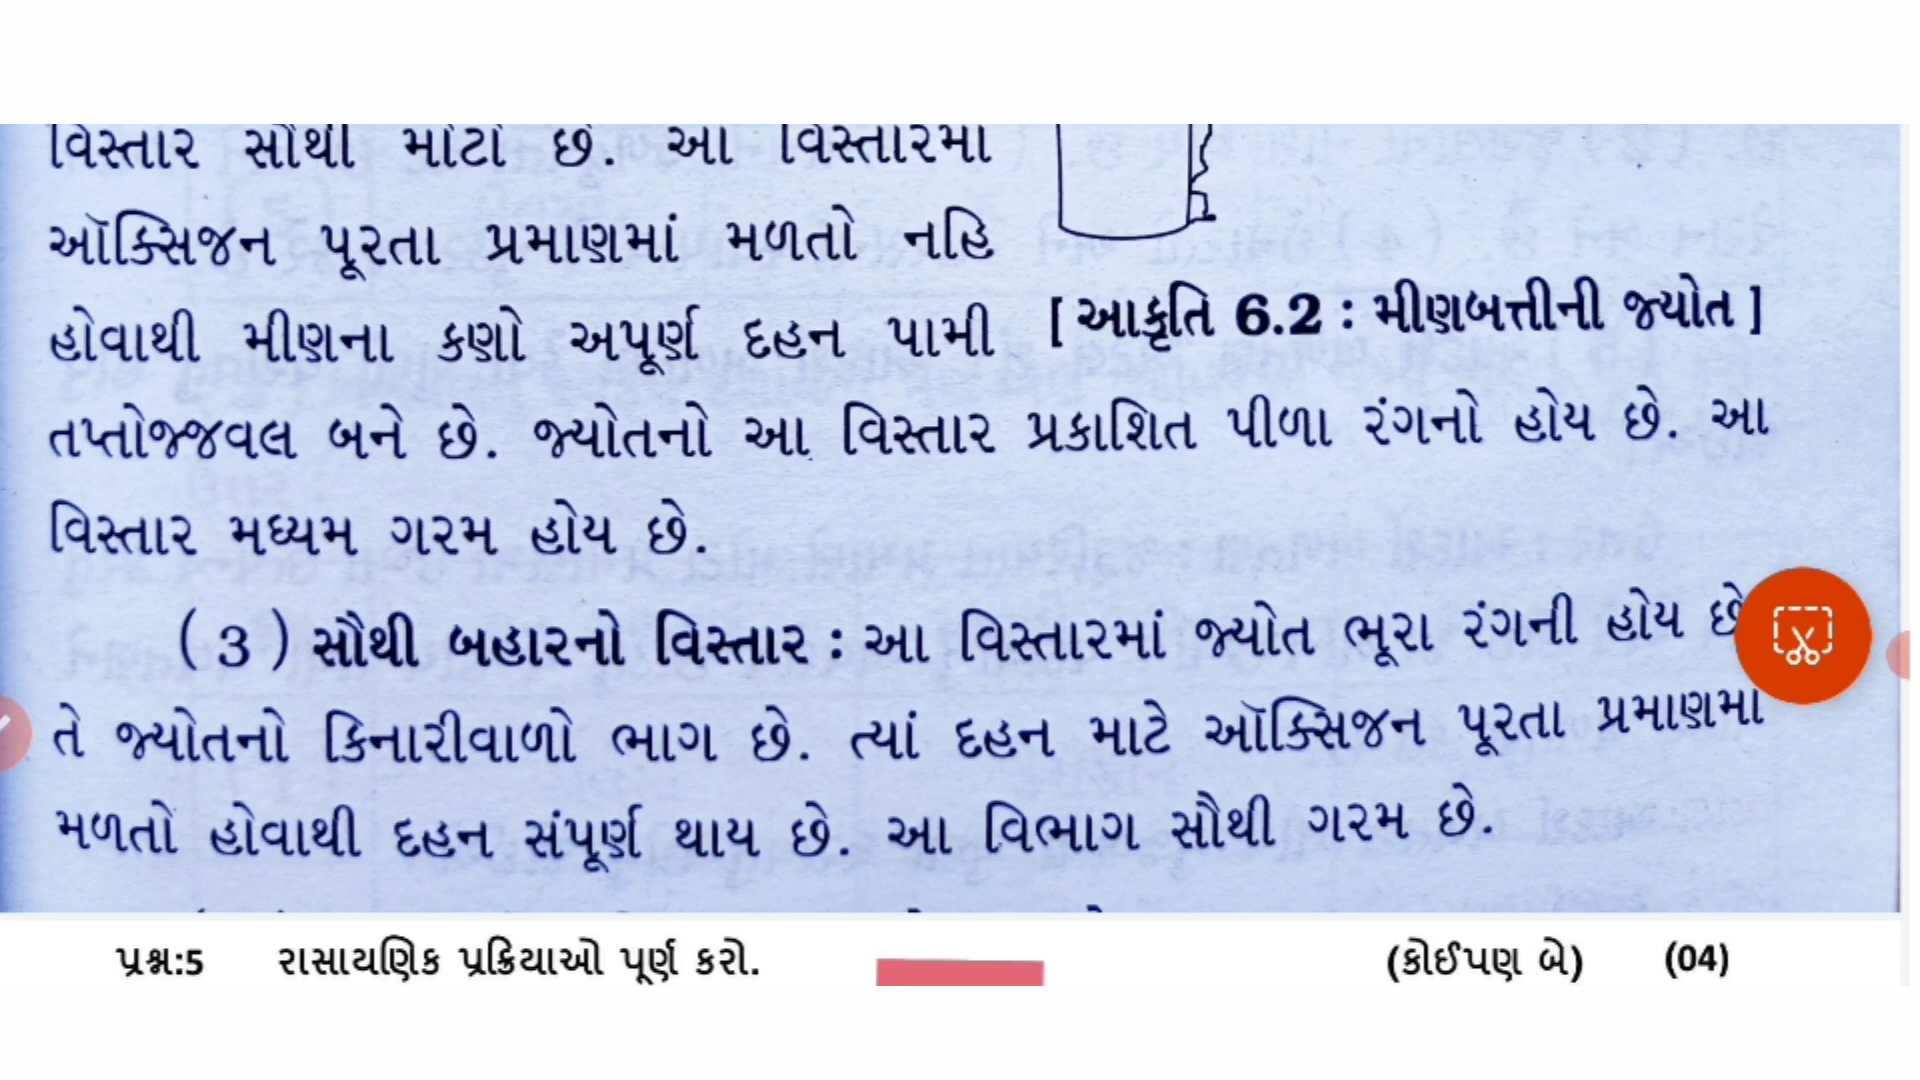 વિસ્તાર સૌથી મોટો છે. આ વિસ્તારમાં
ઑક્સિજન પૂરતા પ્રમાણમાં મળતો નહિ
હોવાથી મીણના કણો અપૂર્ણ દહન પામી
[ આકૃતિ 6.2 : મીણબત્તીની જ્યોત ]
તપ્તોજ્જવલ બને છે. જ્યોતનો આ વિસ્તાર પ્રકાશિત પીળા રંગનો હોય છે. આ
વિસ્તાર મધ્યમ ગરમ હોય છે.
( 3 ) સૌથી બહારનો વિસ્તાર : આ વિસ્તારમાં જ્યોત ભૂરા રંગની હોય છે
તે જ્યોતનો કિનારીવાળો ભાગ છે. ત્યાં દહન માટે ઑક્સિજન પૂરતા પ્રમાણમાં
મળતો હોવાથી દહન સંપૂર્ણ થાય છે. આ વિભાગ સૌથી ગરમ છે.
પ્રશ્ન:5 રાસાયણિક પ્રક્રિયાઓ પૂર્ણ કરો. (કોઈપણ બે) (04)